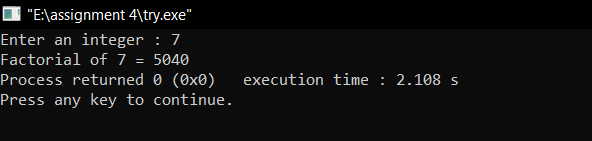 "E:\assignment 4\try.exe"
Enter an integer : 7
Factorial of 7 = 5040
Process returned 0 (0x0)   execution time : 2.108 s
Press any key to continue.